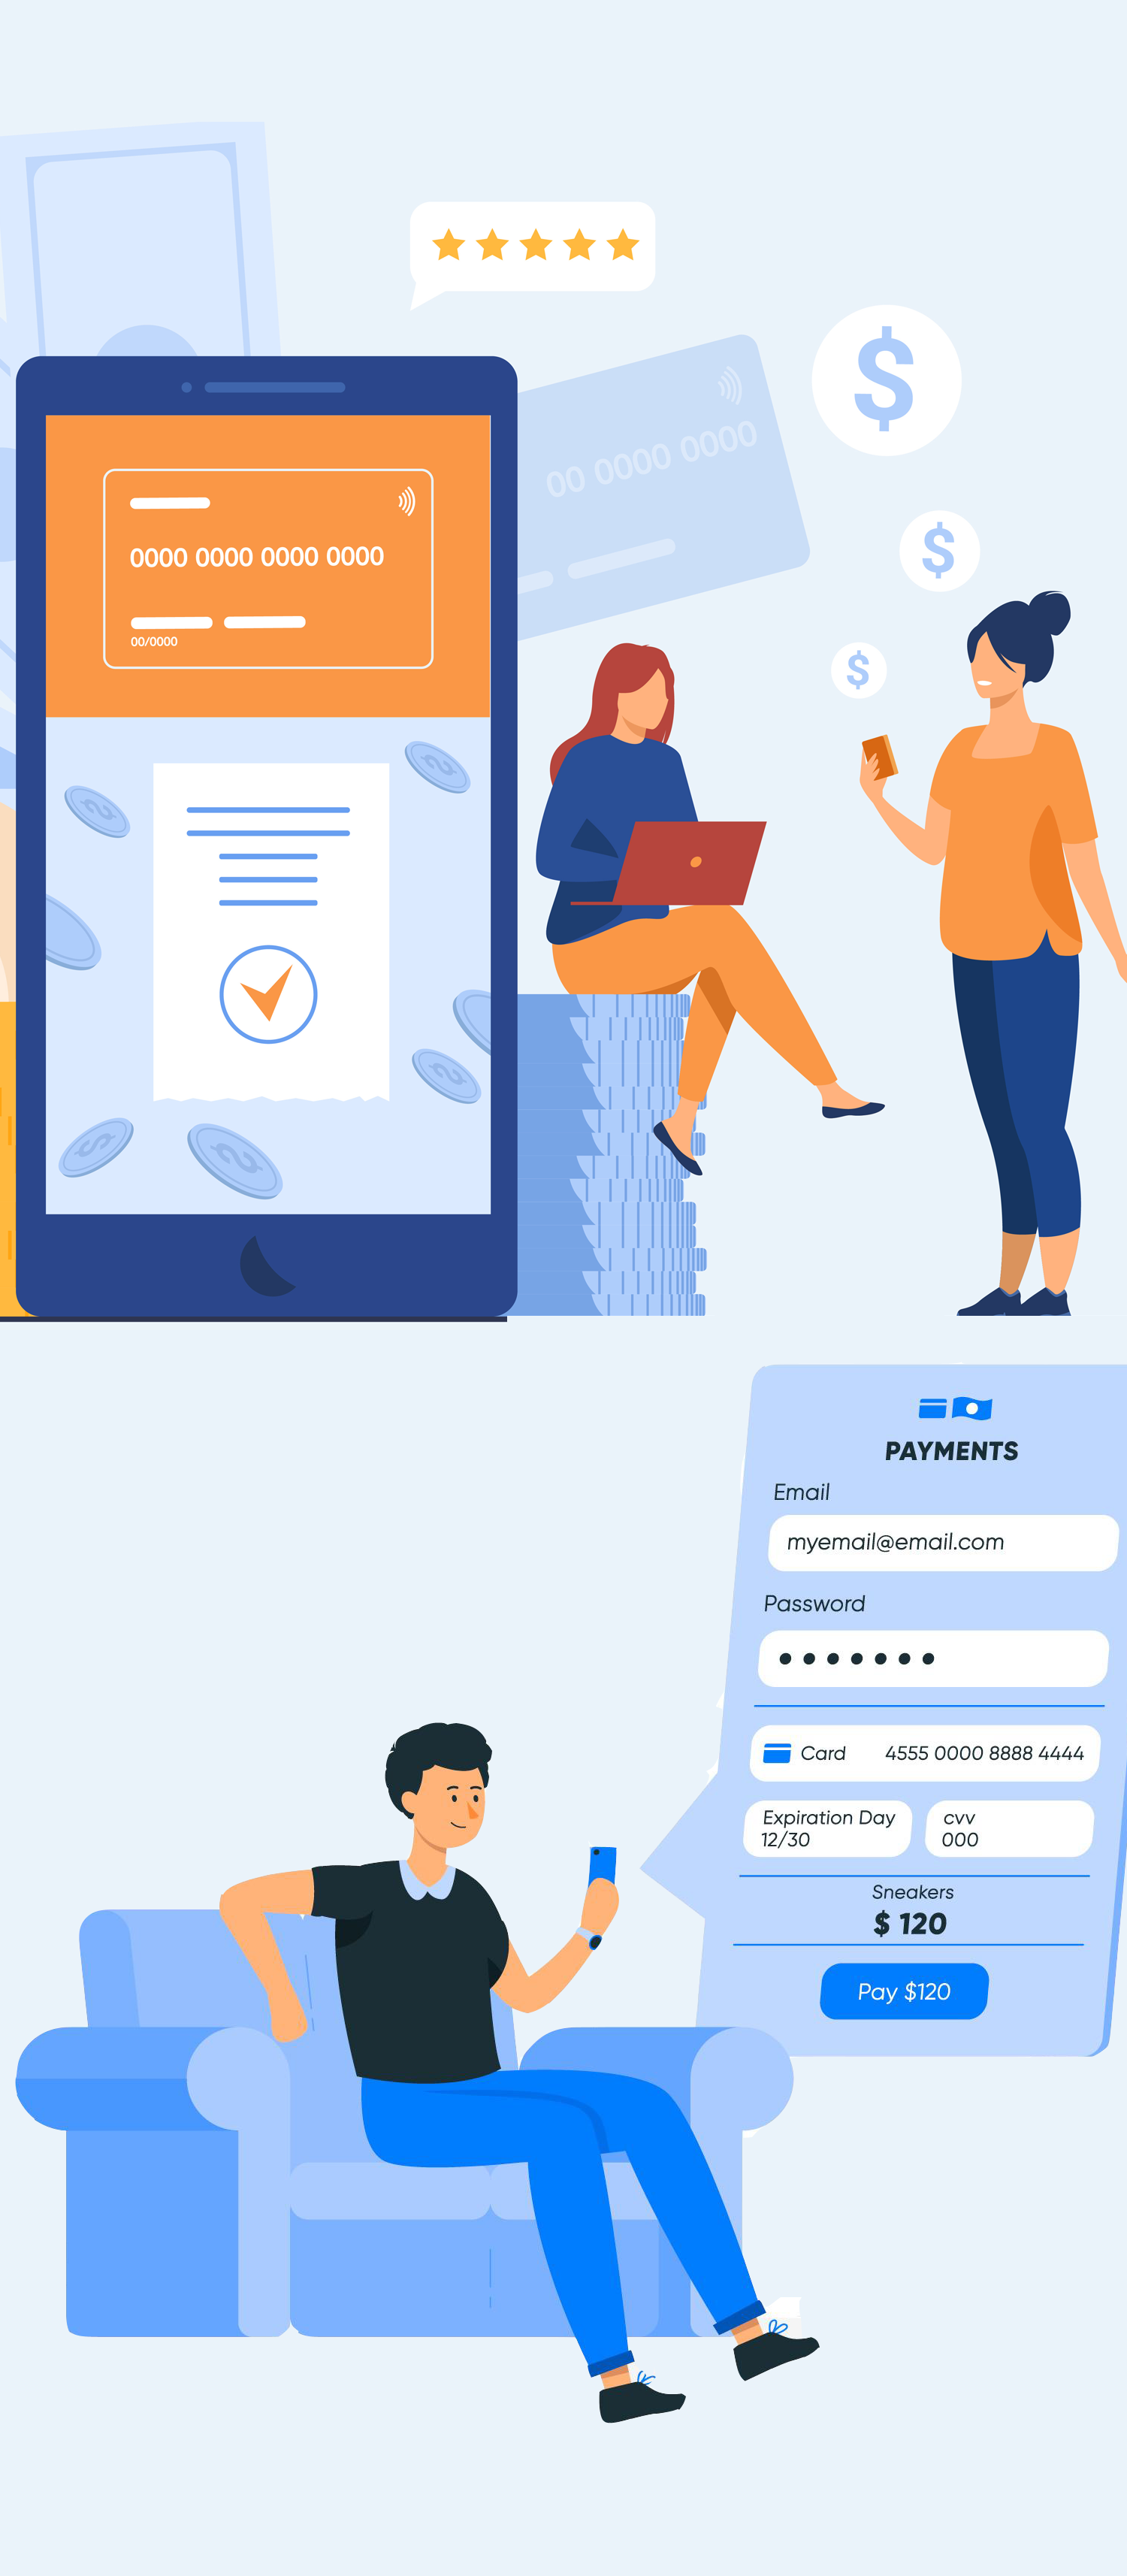 $
00 0000 0000
0000 0000 0000 0000
$
00/0000
$
PAYMENTS
Email
myemail@email.com
Password
Card 4555 0000 8888 4444
Expiration Day
12/30
cvv
000
Sneakers
$ 120
Pay $120